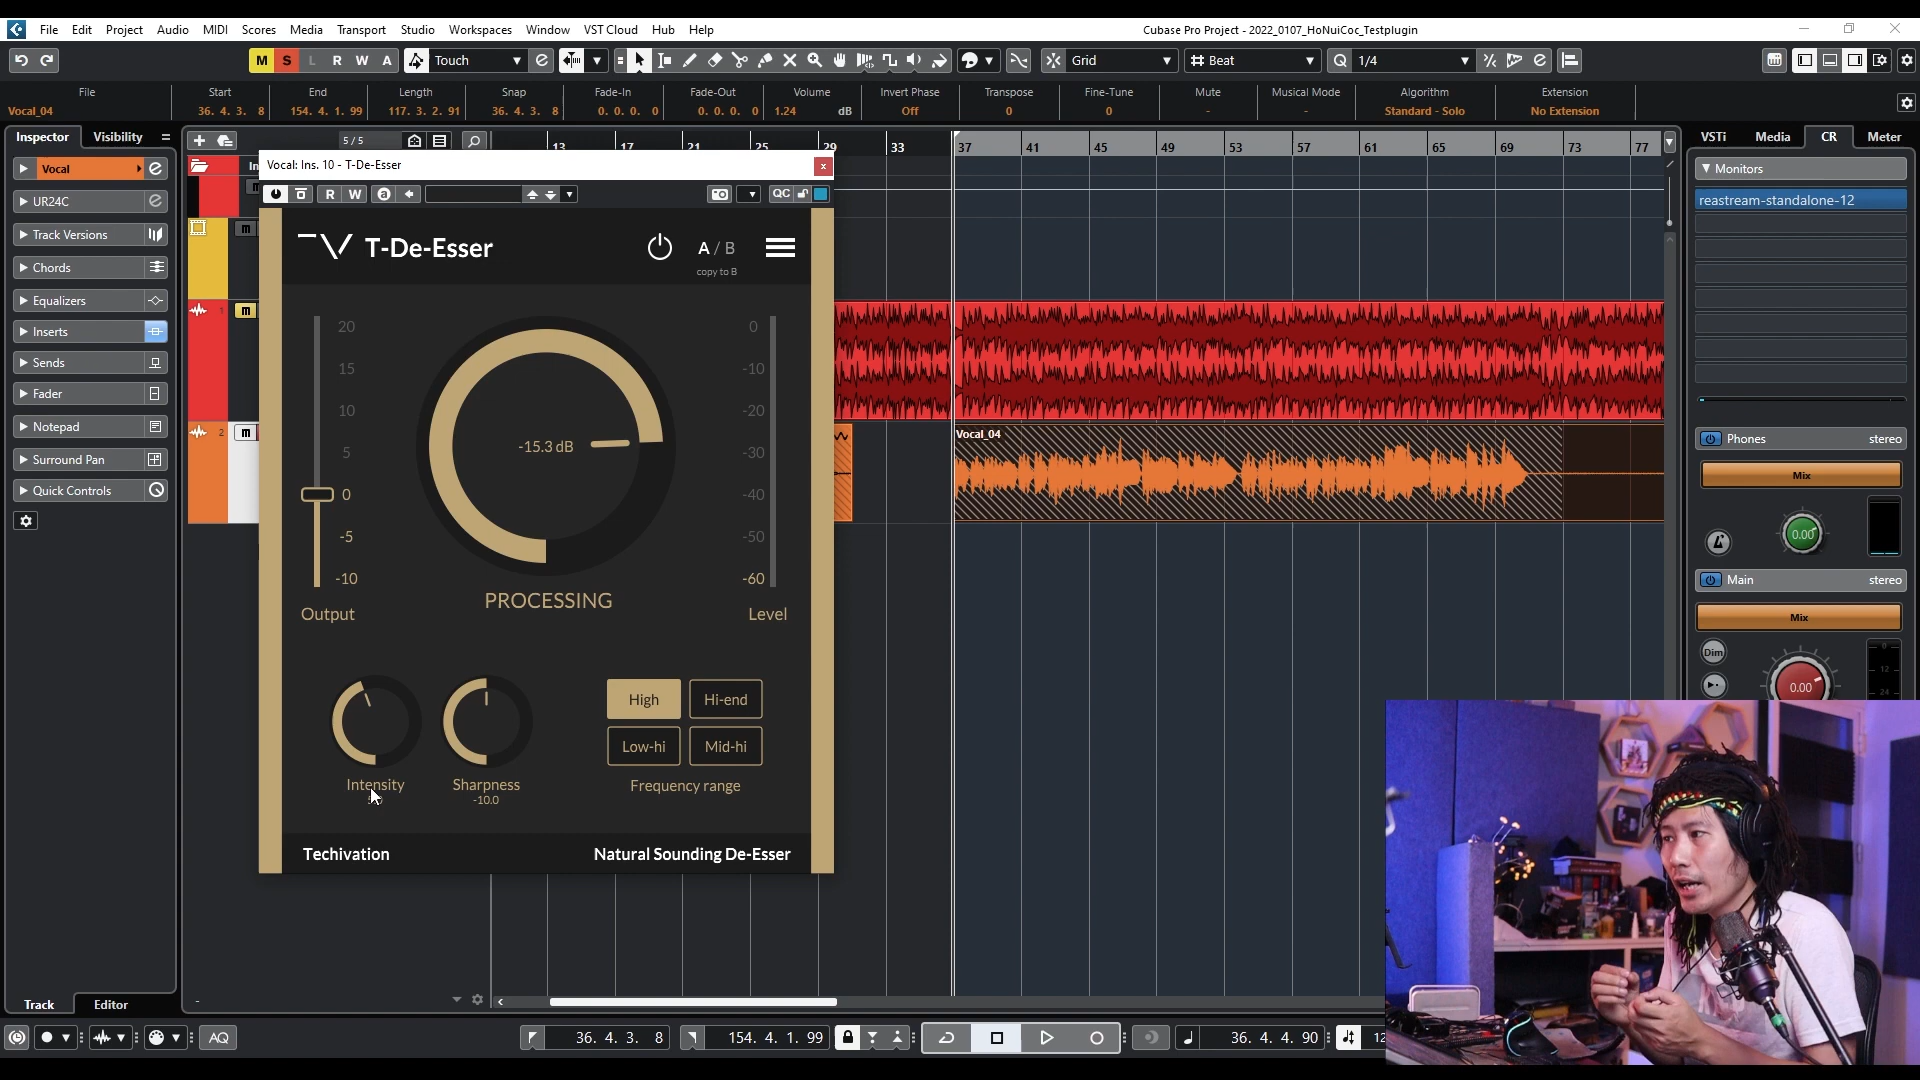 File Edit Project Audio MIDI Scores Media Transport Studio Workspaces Window VST Cloud Hub Help
Cubase Pro Project - 2022_0107_HoNuiCoc_Testplugin
M S L R W A Touch Grid Beat Q 1/4
File Start End Length Snap Fade-In Fade-Out Volume Invert Phase Transpose Fine-Tune Mute Musical Mode Algorithm Extension
Vocal_04 36. 4. 3. 8 154. 4. 1. 99 117. 3. 2. 91 36. 4. 3. 8 0. 0. 0. 0 0. 0. 0. 0 1.24 dB Off 0 0 - - Standard - Solo No Extension
Inspector Visibility
5/5
13 17 21 25 29 33 37 41 45 49 53 57 61 65 69 73 77
VSTi Media CR Meter
Vocal
UR24C
Track Versions
Chords
Equalizers
Inserts
Sends
Fader
Notepad
Surround Pan
Quick Controls
Vocal: Ins. 10 - T-De-Esser
R W a QC
T-De-Esser
A / B
copy to B
20
15
10
5
0
-5
-10
Output
-15.3 dB
PROCESSING
0
-10
-20
-30
-40
-50
-60
Level
Intensity
Sharpness
-10.0
High Hi-end
Low-hi Mid-hi
Frequency range
Techivation
Natural Sounding De-Esser
m
1
m
2
m
Vocal_04
Monitors
reastream-standalone-12
Phones stereo
Mix
0.00
Main stereo
Mix
Dim
0.00
0
12
24
Track Editor
AQ
36. 4. 3. 8
154. 4. 1. 99
36. 4. 4. 90